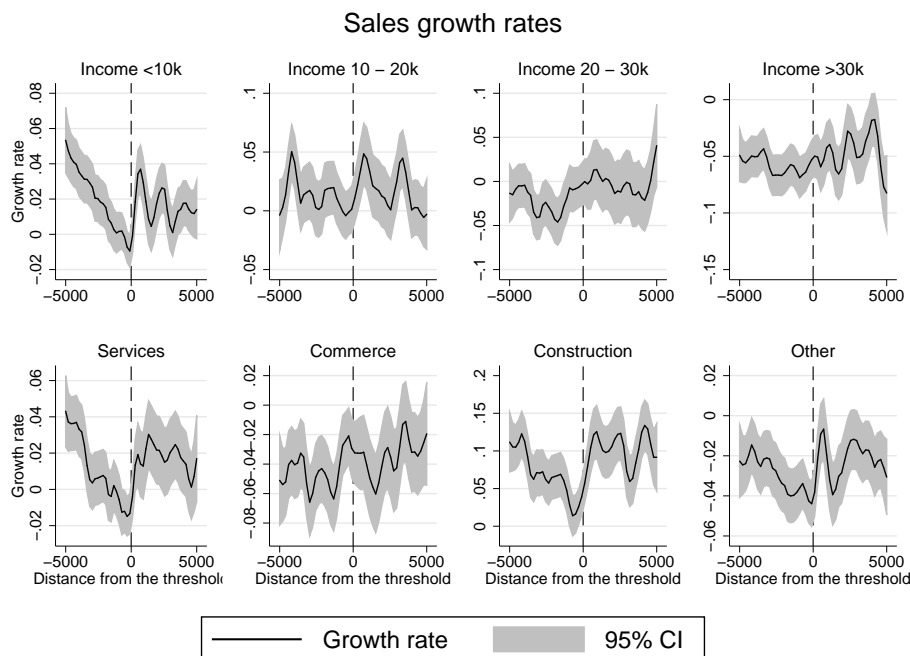 Sales growth rates
Income <10k
Growth rate
.08
.06
.04
.02
0
−.02
−5000 0 5000
Income 10 − 20k
.1
.05
0
.05
−5000 0 5000
Income 20 − 30k
.1
.05
0
−.05
−.1
−5000 0 5000
Income >30k
0
−.05
−.1
−.15
−5000 0 5000
Services
Growth rate
.06
.04
.02
0
−.02
−5000 0 5000
Distance from the threshold
Commerce
.02
0
−.02
−.04
−.06
−.08
−5000 0 5000
Distance from the threshold
Construction
.2
.15
.1
.05
0
−5000 0 5000
Distance from the threshold
Other
.02
0
−.02
−.04
−.06
−5000 0 5000
Distance from the threshold
Growth rate 95% CI